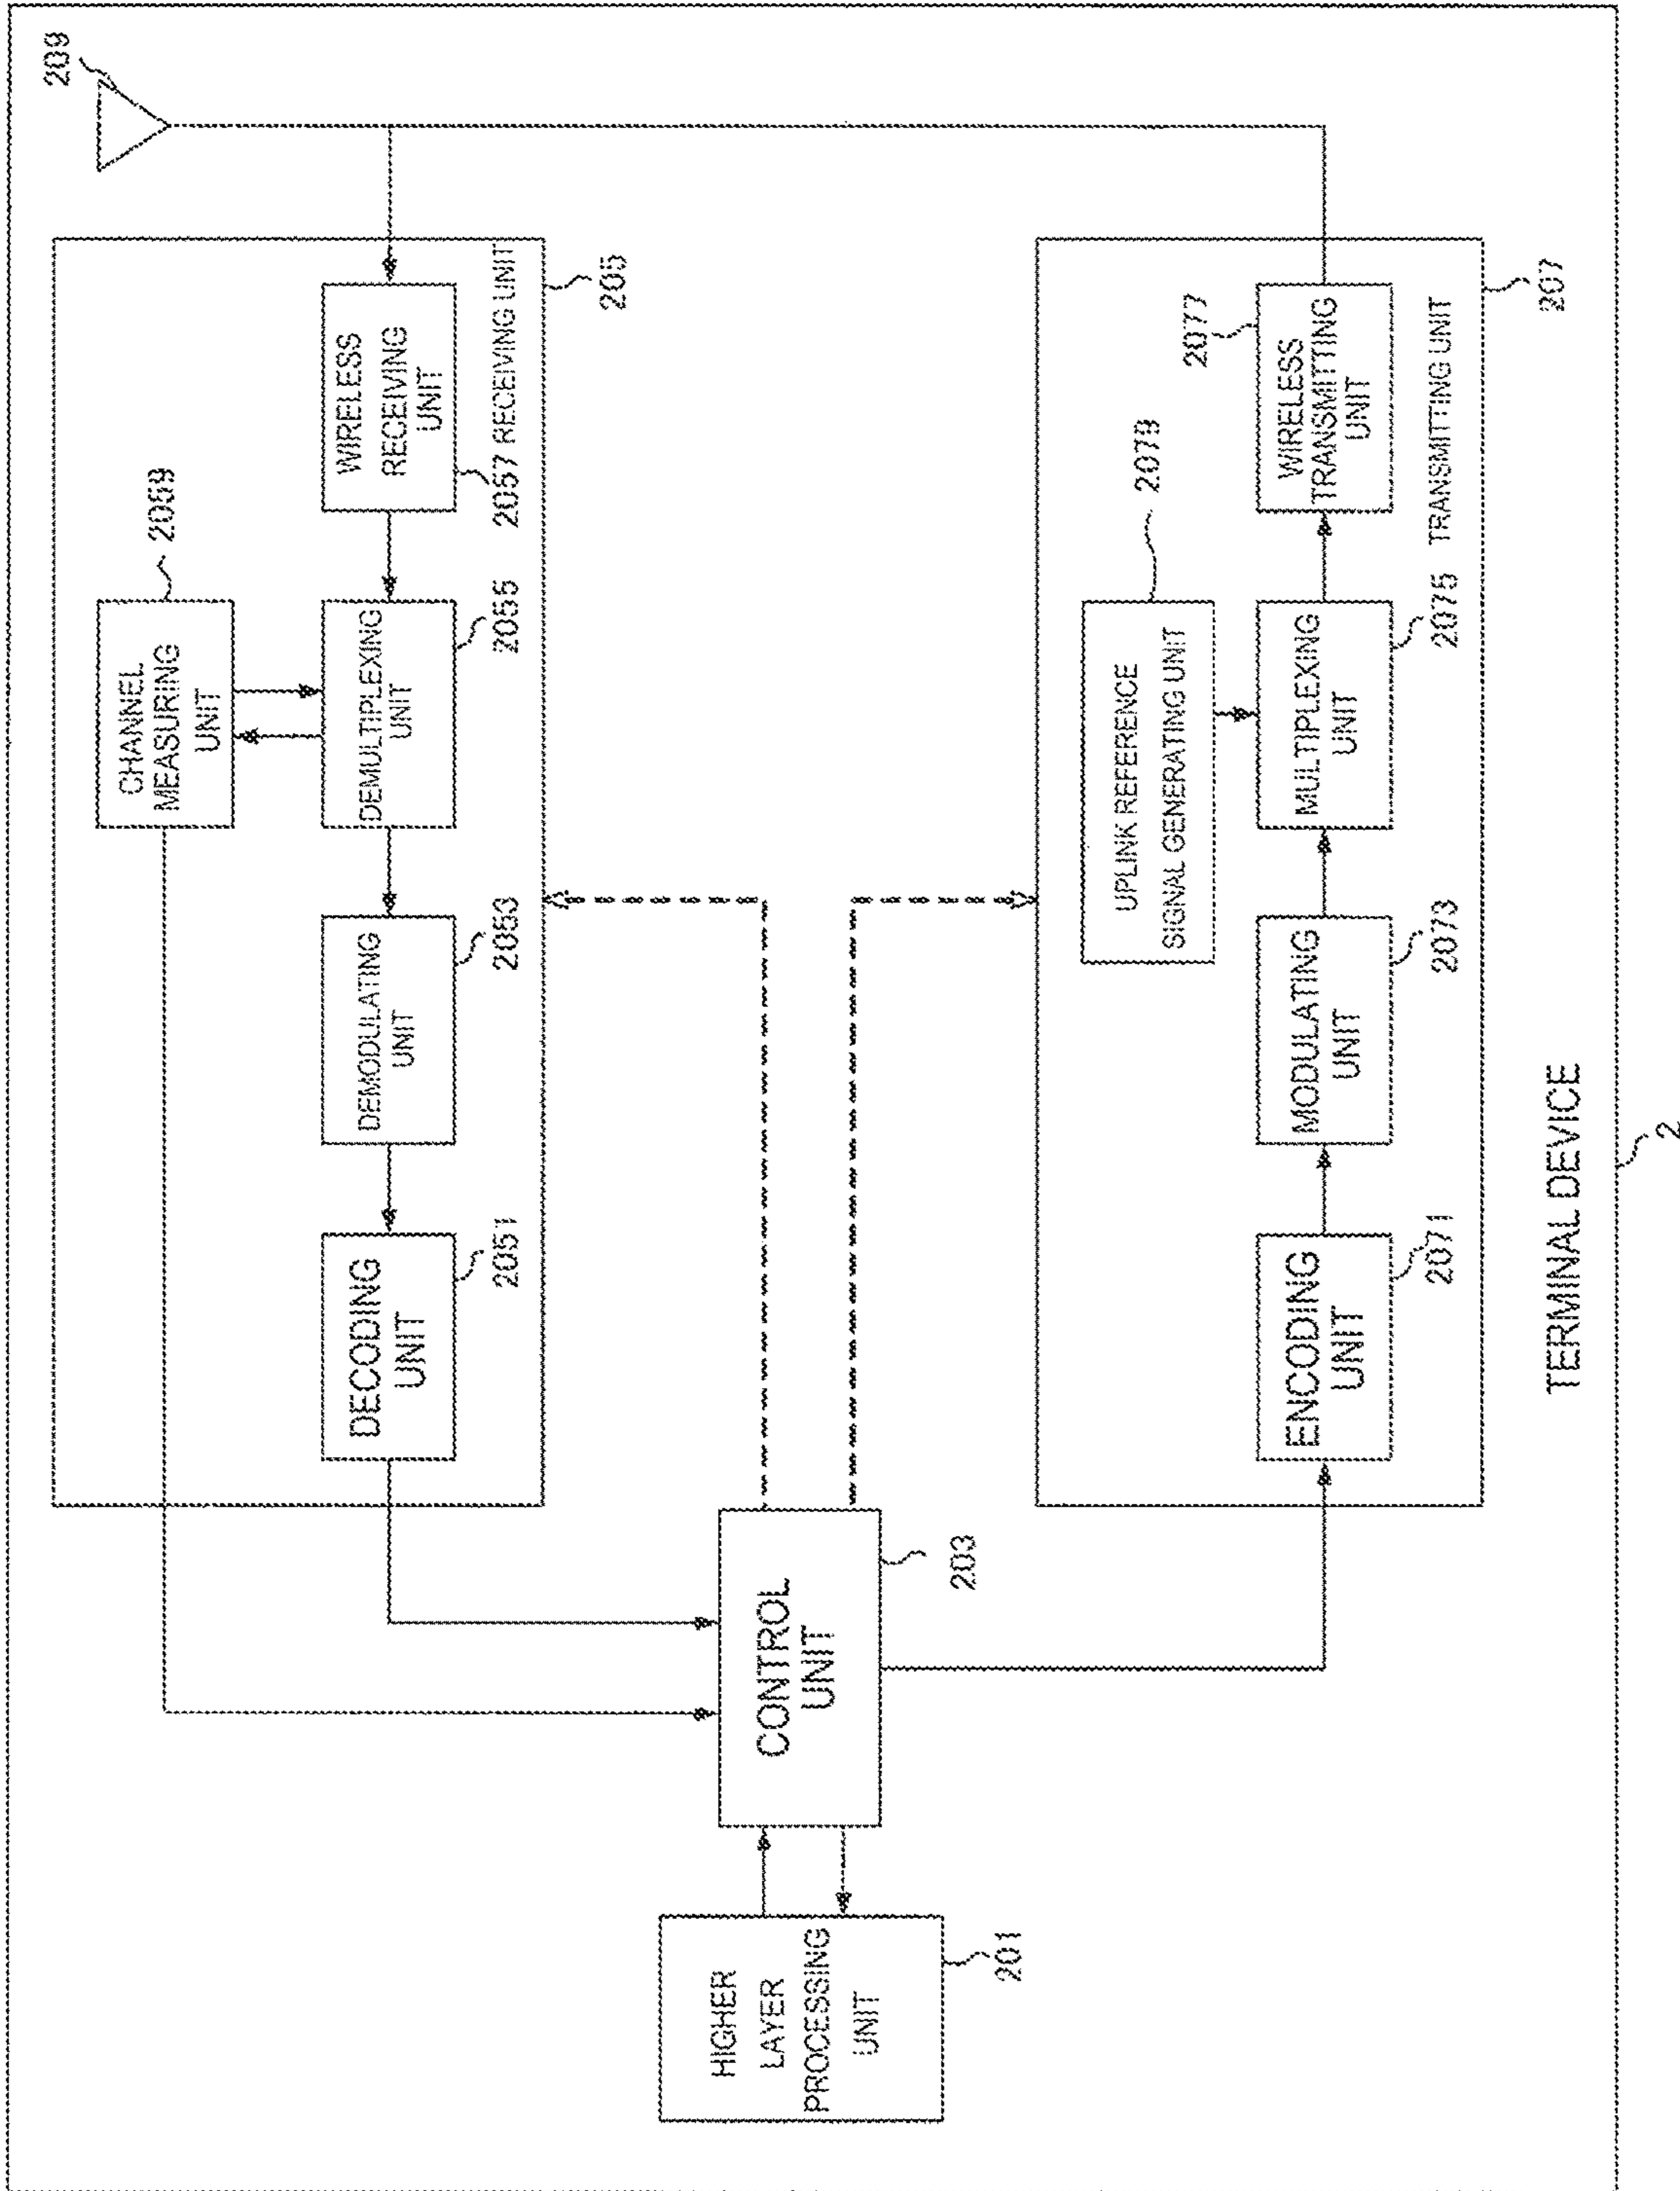 209
CHANNEL
MEASURING
UNIT
2059
DECODING
UNIT
2051
DEMODULATING
UNIT
2053
DEMULTIPLEXING
UNIT
2055
WIRELESS
RECEIVING
UNIT
2057
RECEIVING UNIT
205
HIGHER
LAYER
PROCESSING
UNIT
201
CONTROL
UNIT
203
UPLINK REFERENCE
SIGNAL GENERATING UNIT
2079
ENCODING
UNIT
2071
MODULATING
UNIT
2073
MULTIPLEXING
UNIT
2075
WIRELESS
TRANSMITTING
UNIT
2077
TRANSMITTING UNIT
207
TERMINAL DEVICE
2